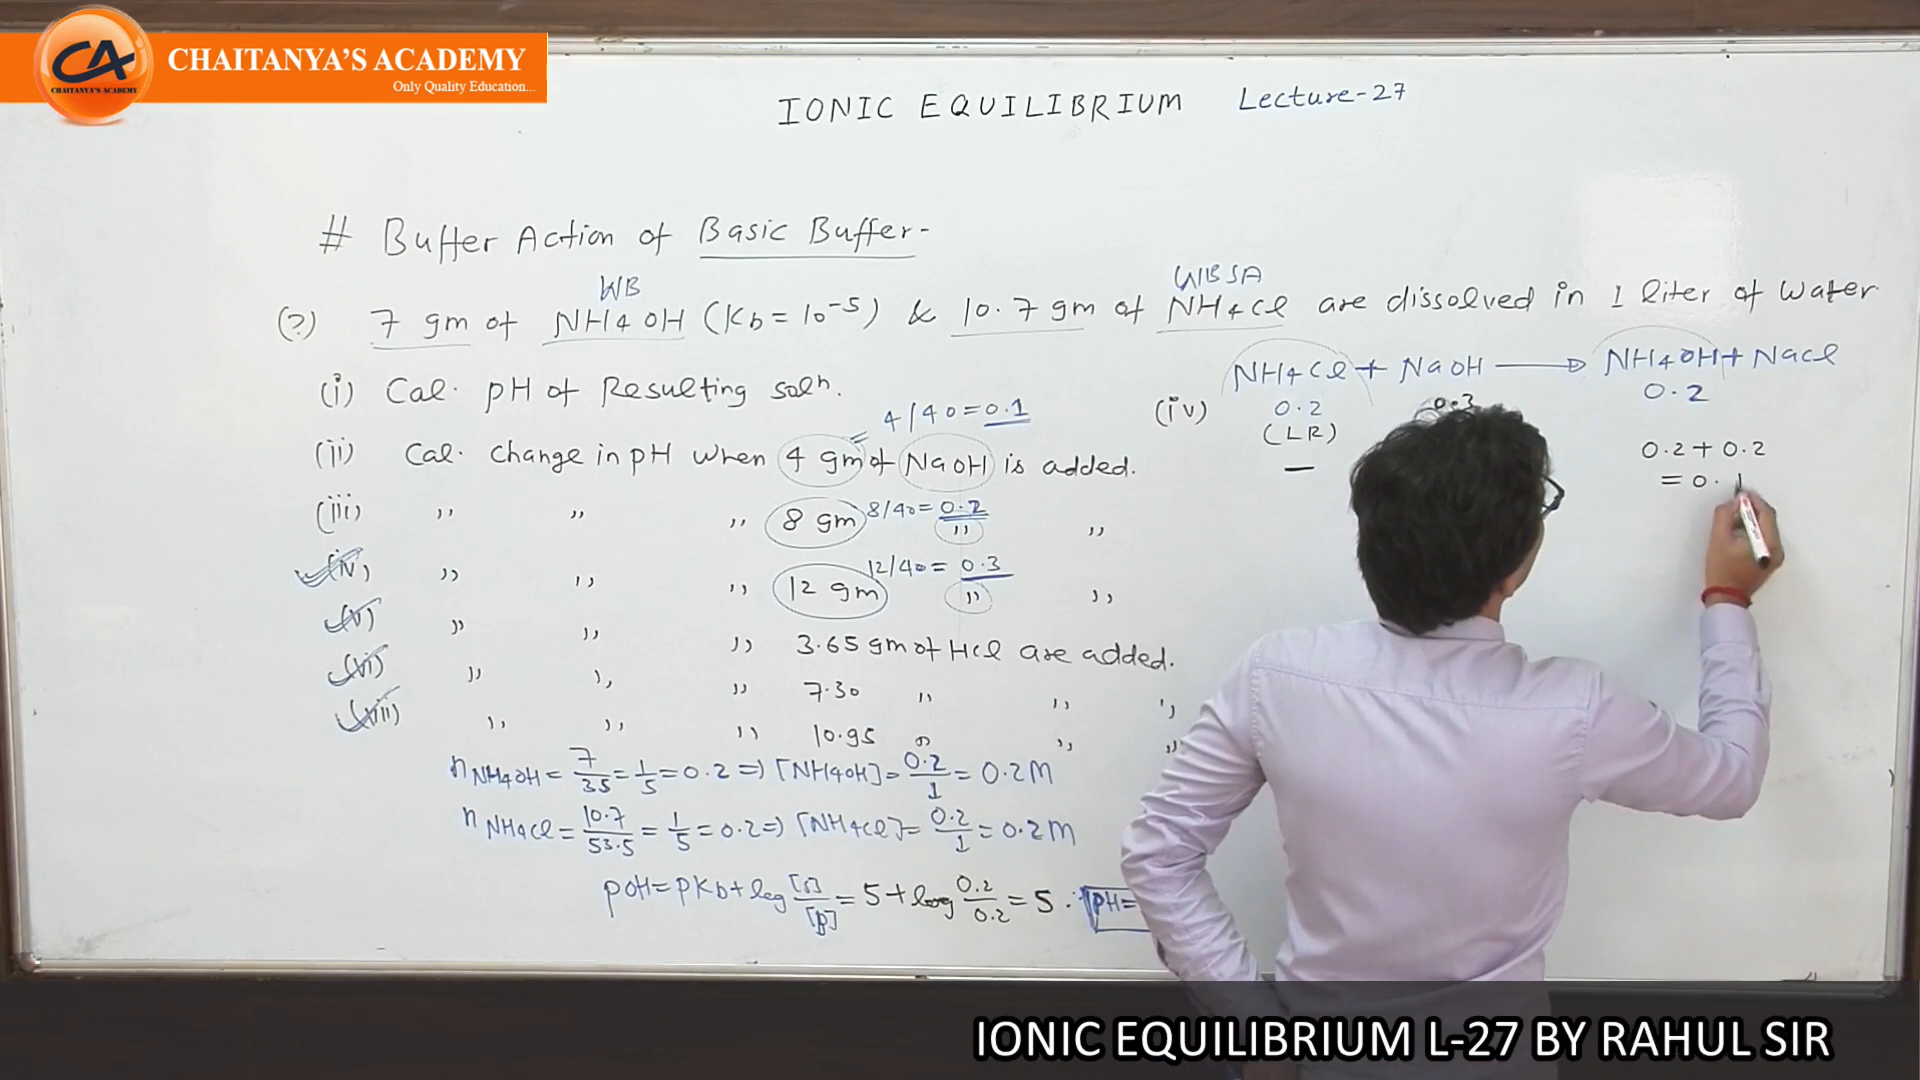 CHAITANYA'S ACADEMY
Only Quality Education...
CA
CHAITANYA'S ACADEMY
IONIC EQUILIBRIUM Lecture-27
# Buffer Action of Basic Buffer-
WB WBSA
(?) 7 gm of NH4OH (Kb = 10⁻⁵) & 10.7 gm of NH4Cl are dissolved in 1 liter of water
(i) Cal. pH of Resulting solⁿ.
(ii) Cal. change in pH when 4 gm of NaOH is added.
= 4/40 = 0.1
(iii) ,, ,, ,, 8 gm ,, ,,
8/40 = 0.2
(iv) ,, ,, ,, 12 gm ,, ,,
12/40 = 0.3
(v) ,, ,, ,, 3.65 gm of HCl are added.
(vi) ,, ,, ,, 7.30 ,, ,, ,,
(vii) ,, ,, ,, 10.95 ,, ,, ,,
nNH4OH = 7/35 = 1/5 = 0.2 => [NH4OH] = 0.2/1 = 0.2M
nNH4Cl = 10.7/53.5 = 1/5 = 0.2 => [NH4Cl] = 0.2/1 = 0.2M
pOH = pKb + log [s]/[b] = 5 + log 0.2/0.2 = 5 ∴ pH =
NH4Cl + NaOH → NH4OH + NaCl
(iv) 0.2 0.3 0.2
(LR)
—
0.2 + 0.2
= 0.
IONIC EQUILIBRIUM L-27 BY RAHUL SIR